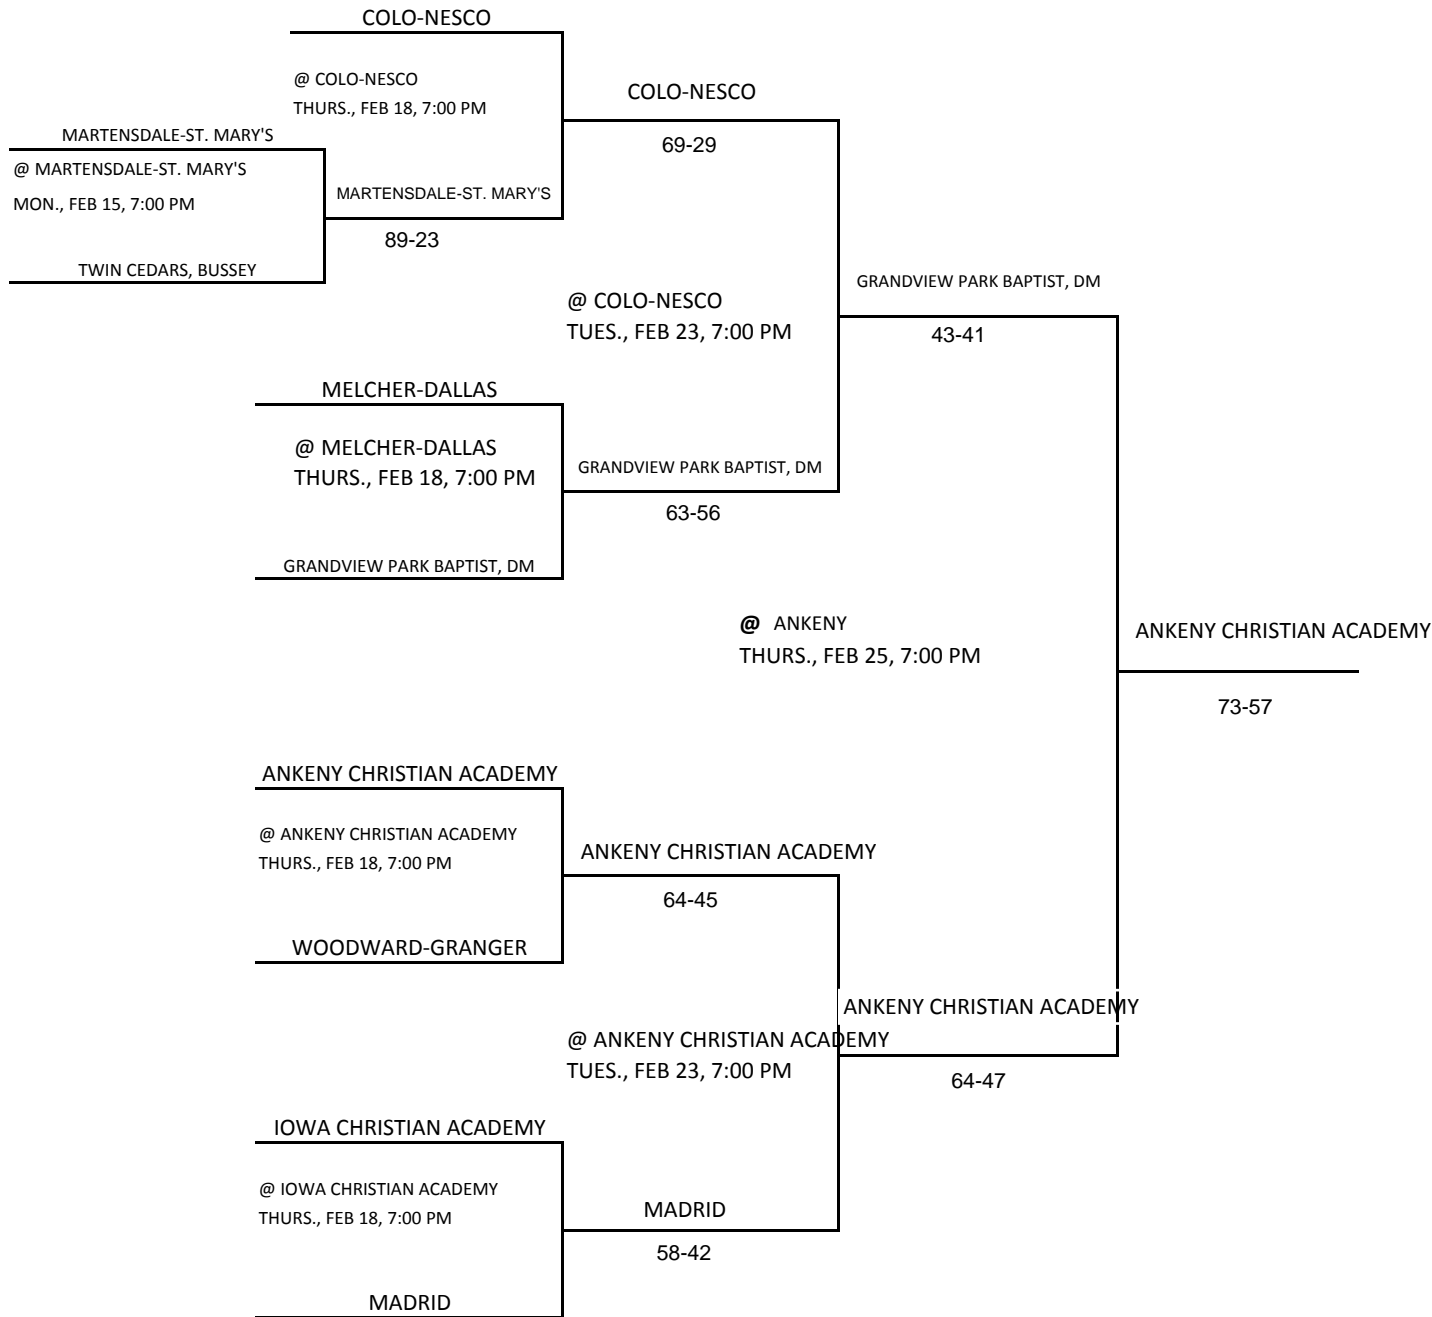 COLO-NESCO
@ COLO-NESCO
THURS., FEB 18, 7:00 PM
COLO-NESCO
69-29
MARTENSDALE-ST. MARY'S
@ MARTENSDALE-ST. MARY'S
MON., FEB 15, 7:00 PM
MARTENSDALE-ST. MARY'S
89-23
TWIN CEDARS, BUSSEY
@ COLO-NESCO
TUES., FEB 23, 7:00 PM
GRANDVIEW PARK BAPTIST, DM
43-41
MELCHER-DALLAS
@ MELCHER-DALLAS
THURS., FEB 18, 7:00 PM
GRANDVIEW PARK BAPTIST, DM
63-56
GRANDVIEW PARK BAPTIST, DM
@ ANKENY
THURS., FEB 25, 7:00 PM
ANKENY CHRISTIAN ACADEMY
73-57
ANKENY CHRISTIAN ACADEMY
@ ANKENY CHRISTIAN ACADEMY
THURS., FEB 18, 7:00 PM
ANKENY CHRISTIAN ACADEMY
64-45
WOODWARD-GRANGER
ANKENY CHRISTIAN ACADEMY
@ ANKENY CHRISTIAN ACADEMY
TUES., FEB 23, 7:00 PM
64-47
IOWA CHRISTIAN ACADEMY
@ IOWA CHRISTIAN ACADEMY
THURS., FEB 18, 7:00 PM
MADRID
58-42
MADRID